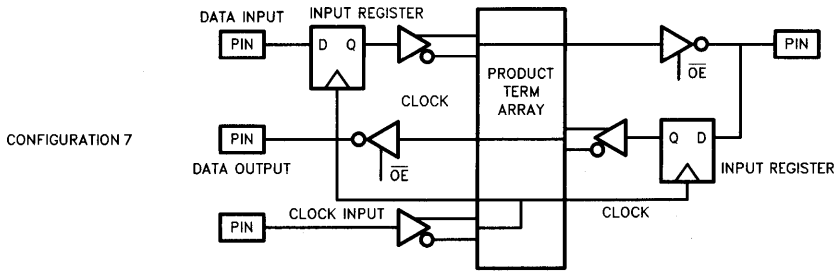 DATA INPUT
INPUT REGISTER
PIN
D Q
PIN
OE
PRODUCT
TERM
ARRAY
CLOCK
CONFIGURATION 7
PIN
Q D
DATA OUTPUT
OE
INPUT REGISTER
CLOCK INPUT
CLOCK
PIN